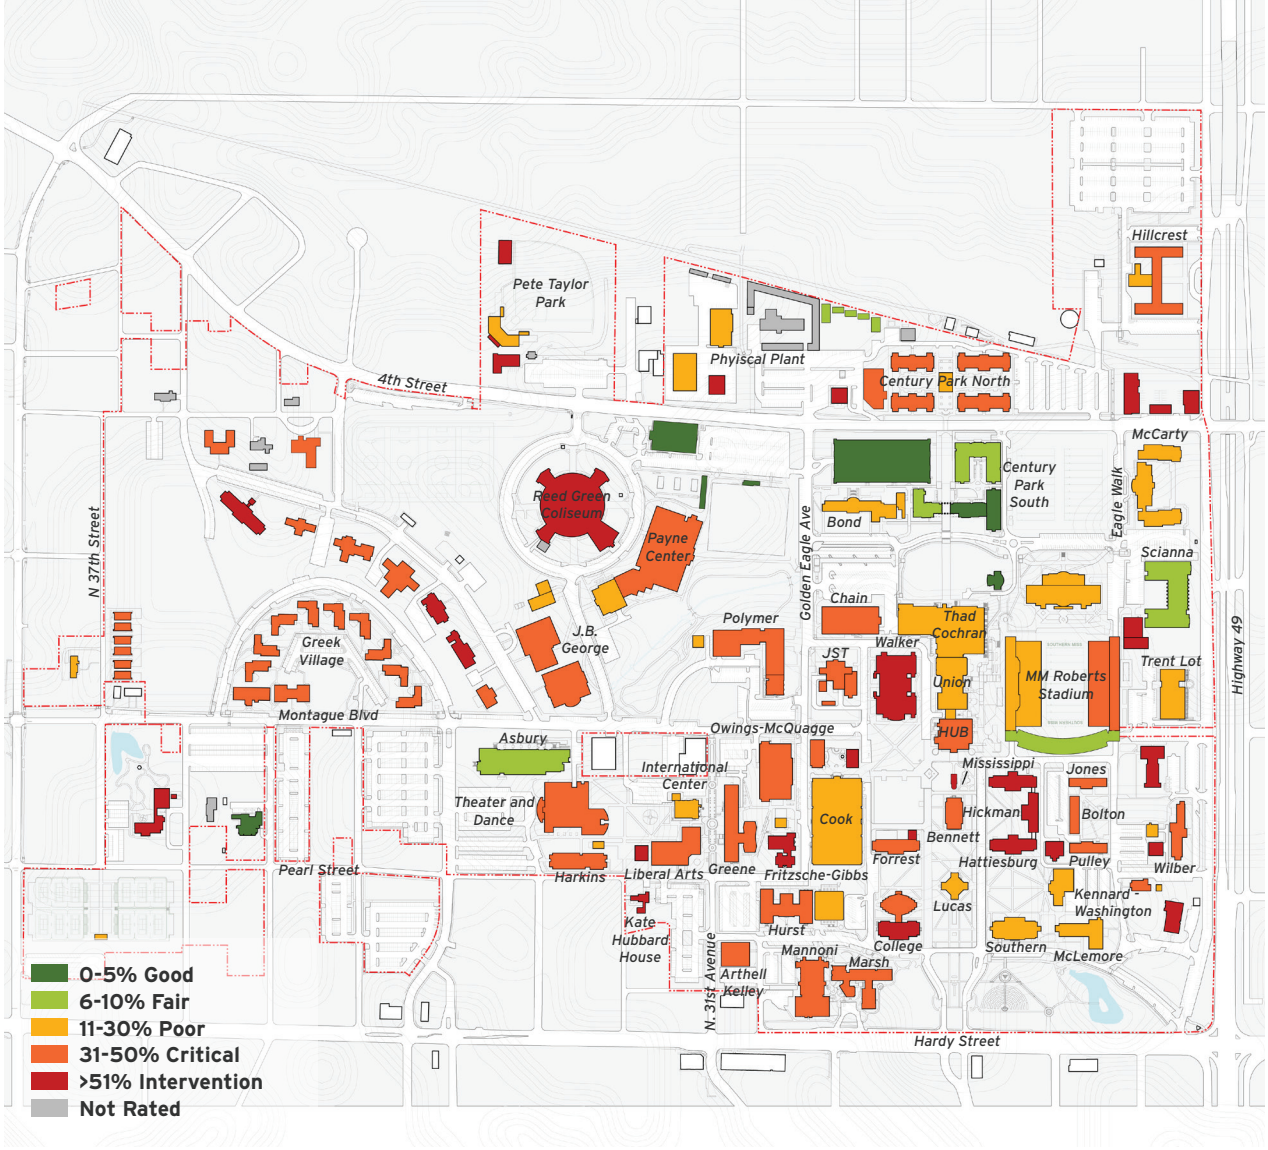 Hillcrest
Pete Taylor
Park
Phyiscal Plant
4th Street
Century Park North
McCarty
Century
Park
South
Reed Green
Coliseum
Eagle Walk
Bond
Payne
Center
Golden Eagle Ave
N 37th Street
Scianna
Chain
Thad
Cochran
Polymer
J.B.
George
Greek
Village
Walker
JST
Highway 49
Trent Lot
Union
MM Roberts
Stadium
Montague Blvd
Owings-McQuagge
HUB
Asbury
International
Center
Mississippi
/
Jones
Theater and
Dance
Cook
Hickman
Bolton
Bennett
Forrest
Hattiesburg
Pulley
Wilber
Pearl Street
Harkins
Liberal Arts
Greene
Fritzsche-Gibbs
Lucas
Kennard -
Washington
Kate
Hubbard
House
Hurst
College
Southern
McLemore
Mannoni
Marsh
Arthell
Kelley
N. 31st Avenue
Hardy Street
0-5% Good
6-10% Fair
11-30% Poor
31-50% Critical
>51% Intervention
Not Rated